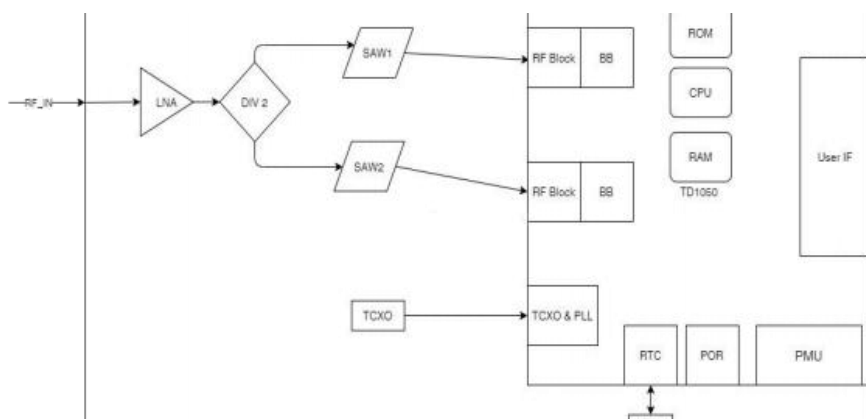 ROM
SAW1
RF Block
BB
CPU
RF_IN
LNA
DIV 2
User IF
RAM
SAW2
TD1050
RF Block
BB
TCXO
TCXO & PLL
RTC
POR
PMU